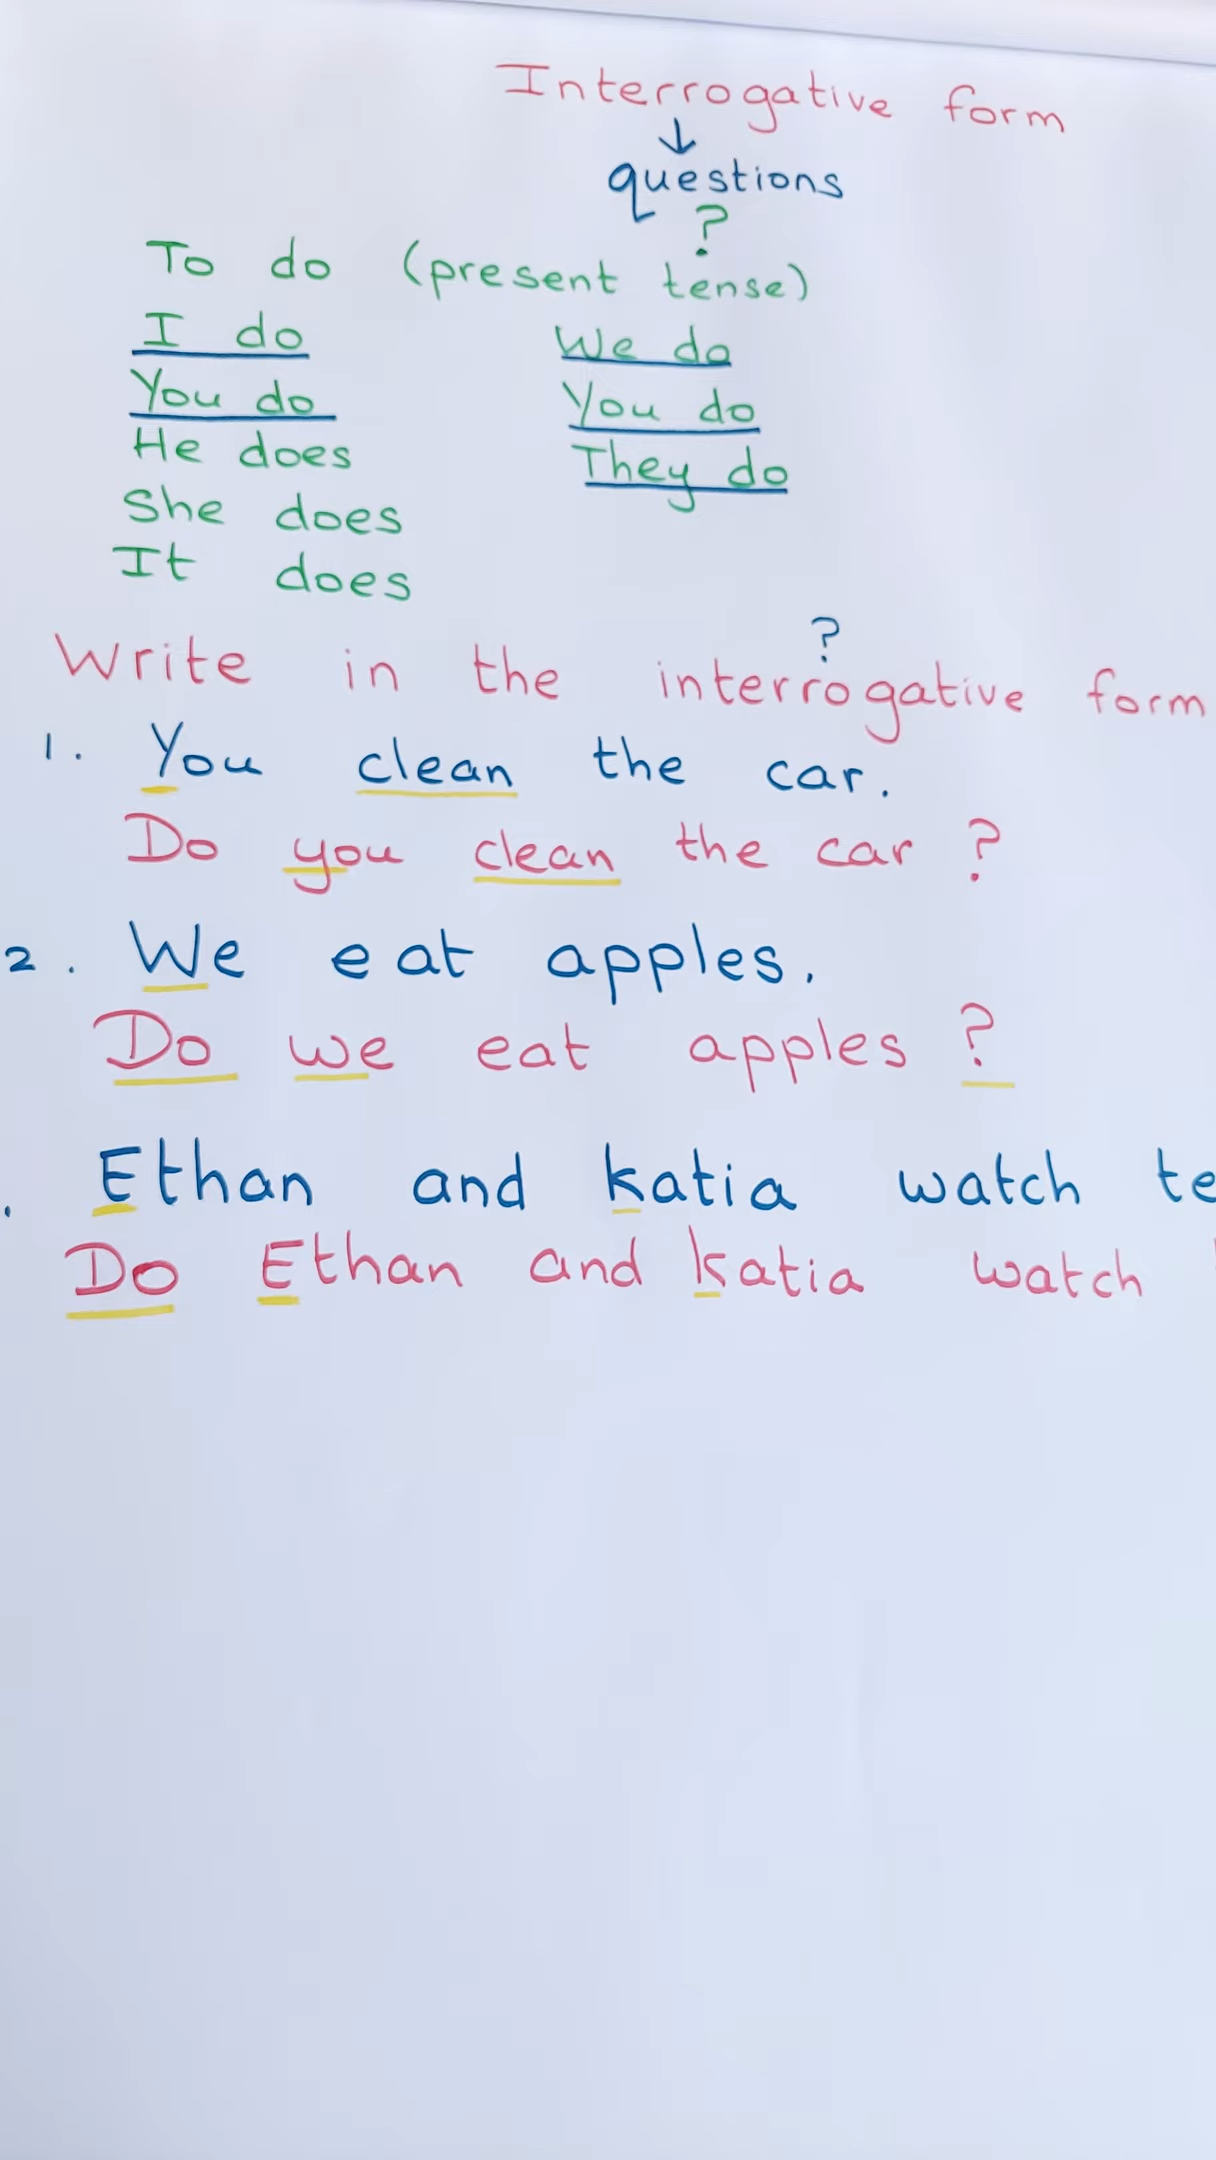 Interrogative form
↓
questions
?
To do (present tense)
I do We do
You do You do
He does They do
She does
It does
?
Write in the interrogative form
1. You clean the car.
Do you clean the car ?
2. We eat apples.
Do we eat apples ?
. Ethan and katia watch te
Do Ethan and katia watch